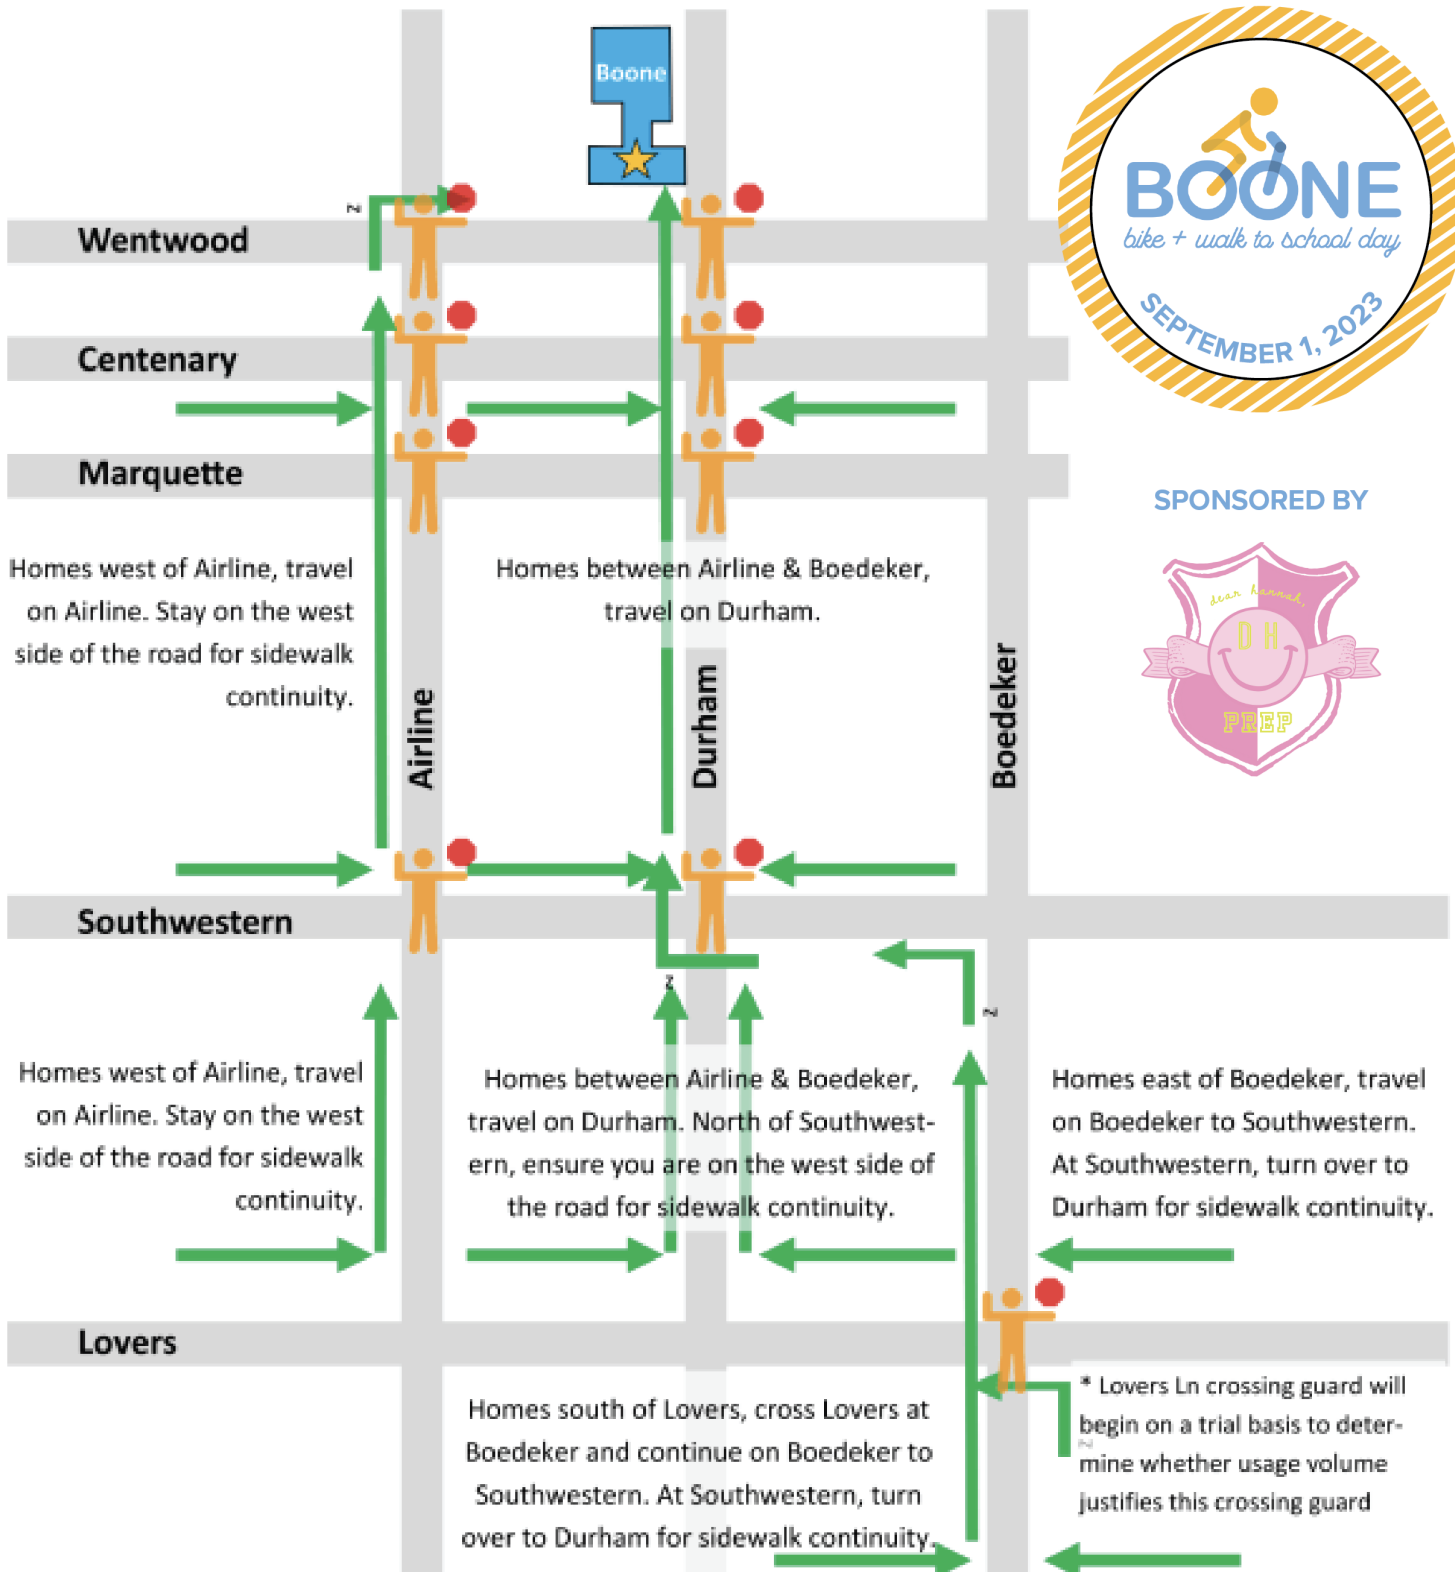 Boone
BOONE
bike + walk to school day
SEPTEMBER 1, 2023
Wentwood
Centenary
Marquette
SPONSORED BY
dear hannah,
D H
PREP
Homes west of Airline, travel
on Airline. Stay on the west
side of the road for sidewalk
continuity.
Homes between Airline & Boedeker,
travel on Durham.
Airline
Durham
Boedeker
Southwestern
Homes west of Airline, travel
on Airline. Stay on the west
side of the road for sidewalk
continuity.
Homes between Airline & Boedeker,
travel on Durham. North of Southwest-
ern, ensure you are on the west side of
the road for sidewalk continuity.
Homes east of Boedeker, travel
on Boedeker to Southwestern.
At Southwestern, turn over to
Durham for sidewalk continuity.
Lovers
Homes south of Lovers, cross Lovers at
Boedeker and continue on Boedeker to
Southwestern. At Southwestern, turn
over to Durham for sidewalk continuity.
* Lovers Ln crossing guard will
begin on a trial basis to deter-
mine whether usage volume
justifies this crossing guard